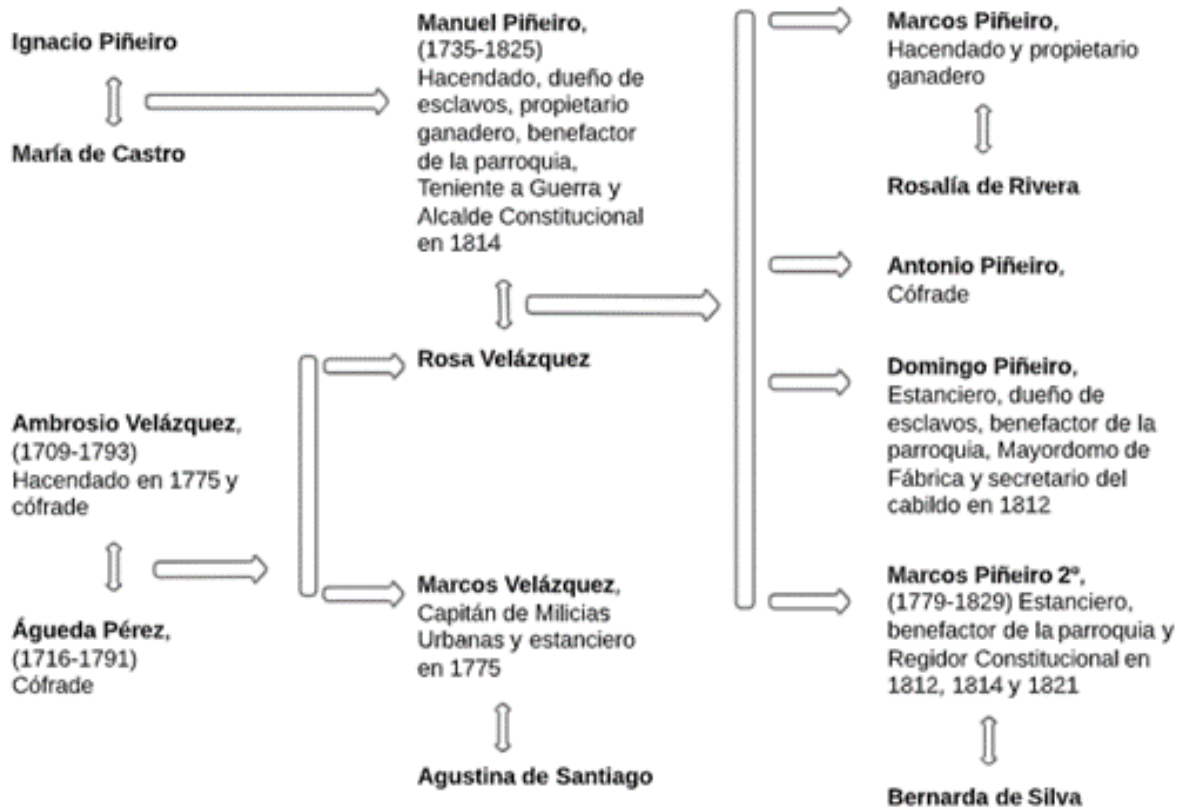 Ignacio Piñeiro
María de Castro
Manuel Piñeiro,
(1735-1825)
Hacendado, dueño de
esclavos, propietario
ganadero, benefactor
de la parroquia,
Teniente a Guerra y
Alcalde Constitucional
en 1814
Rosa Velázquez
Ambrosio Velázquez,
(1709-1793)
Hacendado en 1775 y
cófrade
Águeda Pérez,
(1716-1791)
Cófrade
Marcos Velázquez,
Capitán de Milicias
Urbanas y estanciero
en 1775
Agustina de Santiago
Marcos Piñeiro,
Hacendado y propietario
ganadero
Rosalía de Rivera
Antonio Piñeiro,
Cófrade
Domingo Piñeiro,
Estanciero, dueño de
esclavos, benefactor de la
parroquia, Mayordomo de
Fábrica y secretario del
cabildo en 1812
Marcos Piñeiro 2º,
(1779-1829) Estanciero,
benefactor de la parroquia y
Regidor Constitucional en
1812, 1814 y 1821
Bernarda de Silva